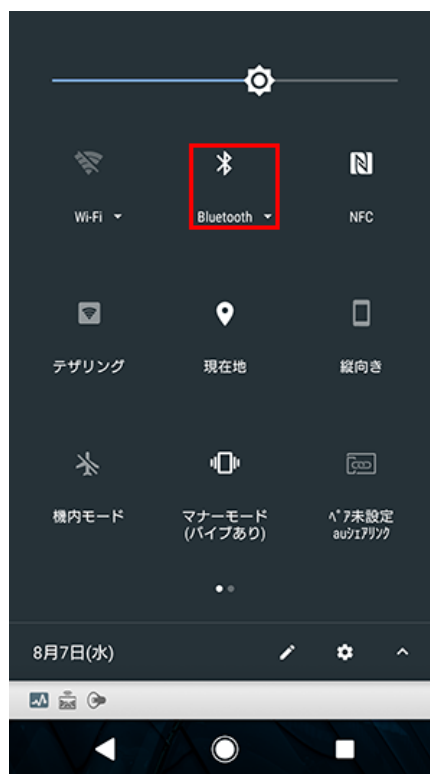 Wi-Fi
Bluetooth
NFC
テザリング
現在地
縦向き
機内モード
マナーモード
(バイブあり)
ﾍﾟｱ未設定
auｼｪｱﾘﾝｸ
8月7日(水)